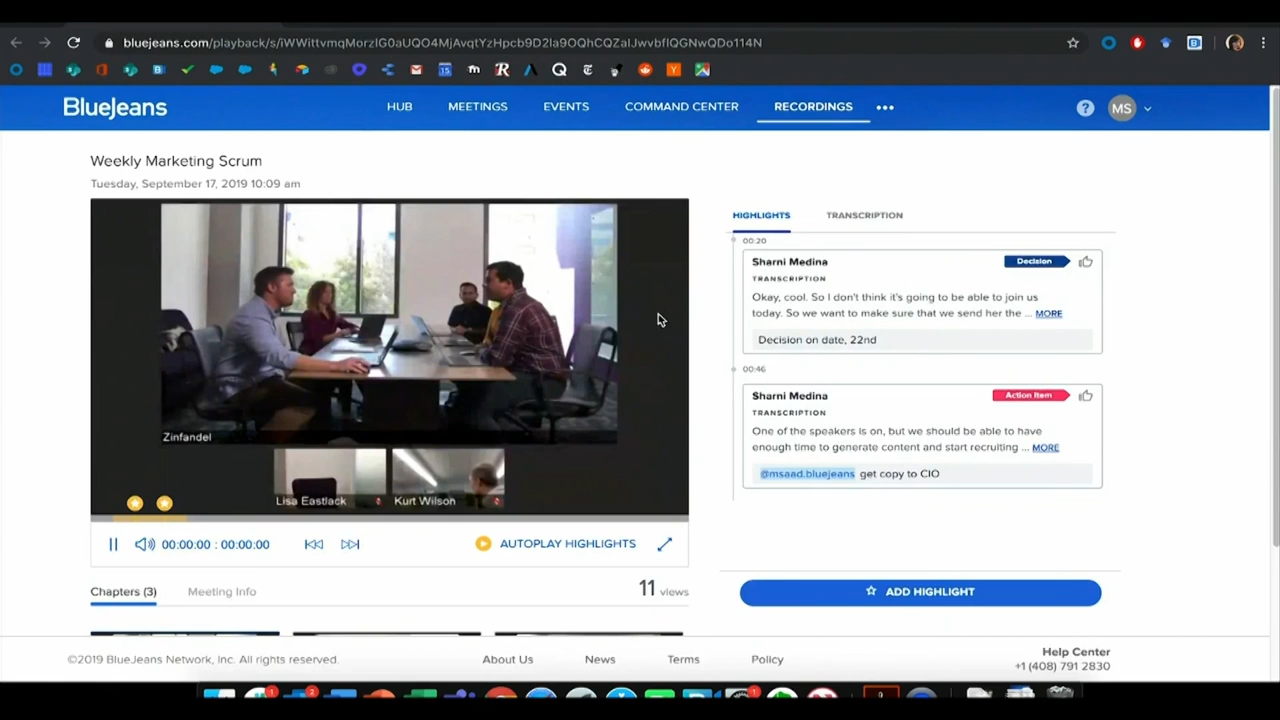 bluejeans.com/playback/s/iWWittvmqMorzIG0aUQO4MjAvqtYzHpcb9D2la9OQhCQZalJwvbflQGNwQDo114N
BlueJeans
HUB
MEETINGS
EVENTS
COMMAND CENTER
RECORDINGS
MS
Weekly Marketing Scrum
Tuesday, September 17, 2019 10:09 am
Zinfandel
Lisa Eastlack
Kurt Wilson
00:00:00 : 00:00:00
AUTOPLAY HIGHLIGHTS
Chapters (3)
Meeting Info
11 views
HIGHLIGHTS
TRANSCRIPTION
00:20
Sharni Medina
Decision
TRANSCRIPTION
Okay, cool. So I don't think it's going to be able to join us
today. So we want to make sure that we send her the ... MORE
Decision on date, 22nd
00:46
Sharni Medina
Action Item
TRANSCRIPTION
One of the speakers is on, but we should be able to have
enough time to generate content and start recruiting ... MORE
@msaad.bluejeans get copy to CIO
ADD HIGHLIGHT
©2019 BlueJeans Network, Inc. All rights reserved.
About Us
News
Terms
Policy
Help Center
+1 (408) 791 2830